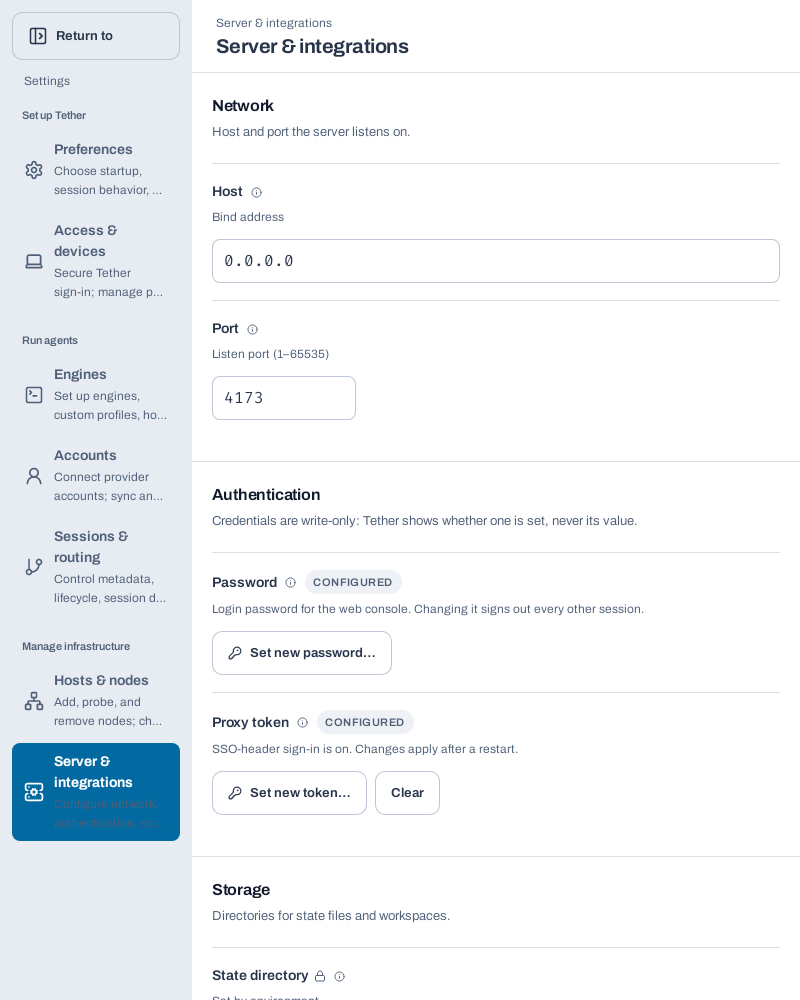 Return to
Settings
Set up Tether
Preferences
Choose startup,
session behavior, ...
Access &
devices
Secure Tether
sign-in; manage p...
Run agents
Engines
Set up engines,
custom profiles, ho...
Accounts
Connect provider
accounts; sync an...
Sessions &
routing
Control metadata,
lifecycle, session d...
Manage infrastructure
Hosts & nodes
Add, probe, and
remove nodes; ch...
Server &
integrations
Configure network,
authentication, sto...
Server & integrations
Server & integrations
Network
Host and port the server listens on.
Host
Bind address
0.0.0.0
Port
Listen port (1–65535)
4173
Authentication
Credentials are write-only: Tether shows whether one is set, never its value.
Password CONFIGURED
Login password for the web console. Changing it signs out every other session.
Set new password...
Proxy token CONFIGURED
SSO-header sign-in is on. Changes apply after a restart.
Set new token... Clear
Storage
Directories for state files and workspaces.
State directory
Set by environment